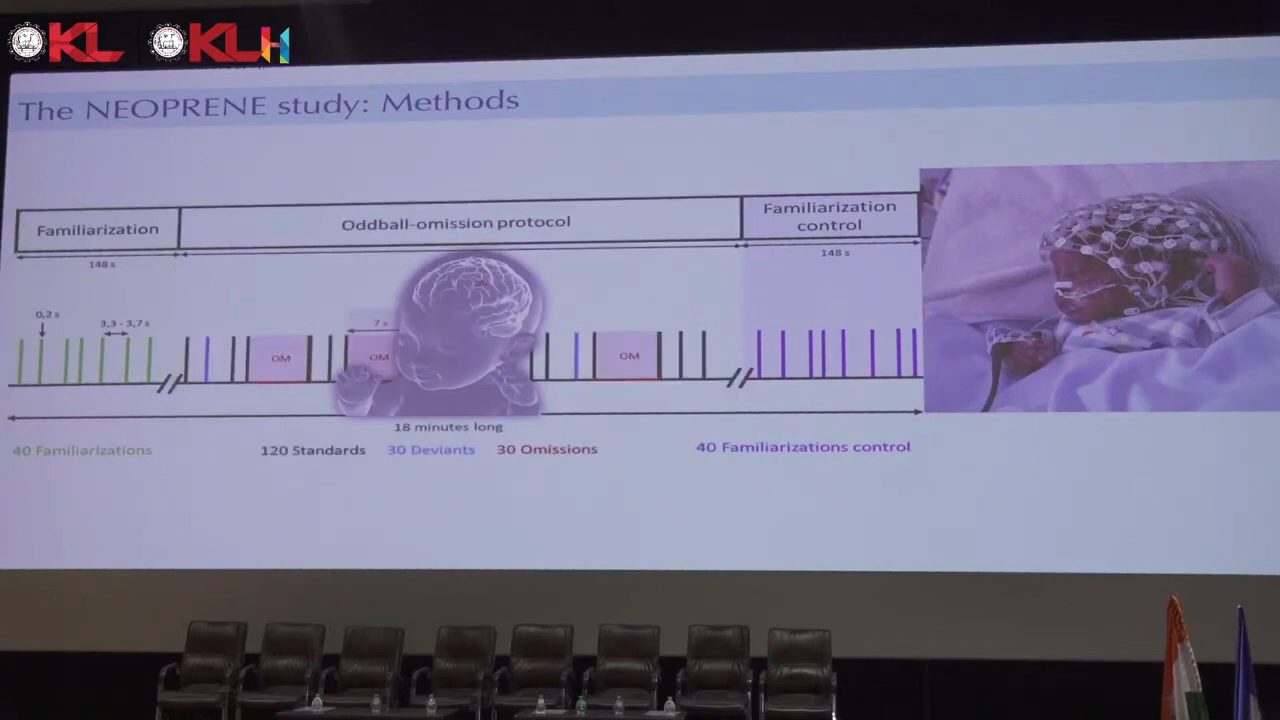 KL KLH
The NEOPRENE study: Methods
Familiarization
Oddball-omission protocol
Familiarization
control
148 s
148 s
0,2 s
3,3 - 3,7 s
7 s
OM
OM
OM
18 minutes long
40 Familiarizations
120 Standards
30 Deviants
30 Omissions
40 Familiarizations control